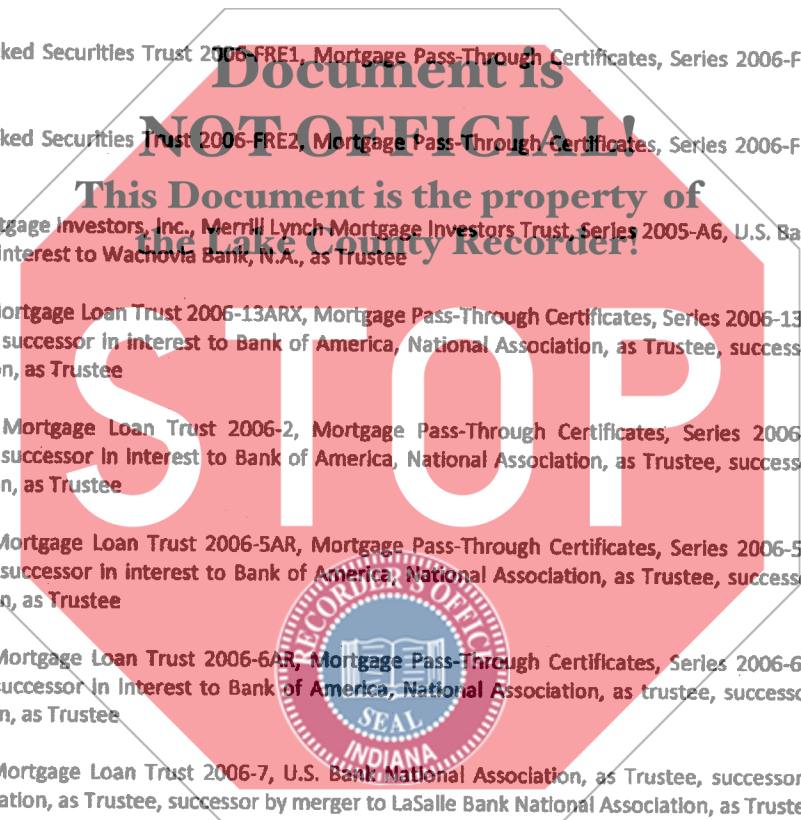 ked Securities Trust 2006-FRE1, Mortgage Pass-Through Certificates, Series 2006-F
Document is
ked Securities Trust 2006-FRE2, Mortgage Pass-Through Certificates, Series 2006-F
NOT OFFICIAL!
This Document is the property of
the Lake County Recorder!
tgage Investors, Inc., Merrill Lynch Mortgage Investors Trust, Series 2005-A6, U.S. Ba
interest to Wachovia Bank, N.A., as Trustee
ortgage Loan Trust 2006-13ARX, Mortgage Pass-Through Certificates, Series 2006-13
successor in interest to Bank of America, National Association, as Trustee, success
n, as Trustee
STOP
Mortgage Loan Trust 2006-2, Mortgage Pass-Through Certificates, Series 2006
successor in interest to Bank of America, National Association, as Trustee, success
n, as Trustee
Mortgage Loan Trust 2006-5AR, Mortgage Pass-Through Certificates, Series 2006-5
successor in interest to Bank of America, National Association, as Trustee, success
n, as Trustee
Mortgage Loan Trust 2006-6AR, Mortgage Pass-Through Certificates, Series 2006-6
successor in Interest to Bank of America, National Association, as trustee, successo
n, as Trustee
RECORDER'S OFFICE
SEAL
INDIANA
Mortgage Loan Trust 2006-7, U.S. Bank National Association, as Trustee, successor
ation, as Trustee, successor by merger to LaSalle Bank National Association, as Truste